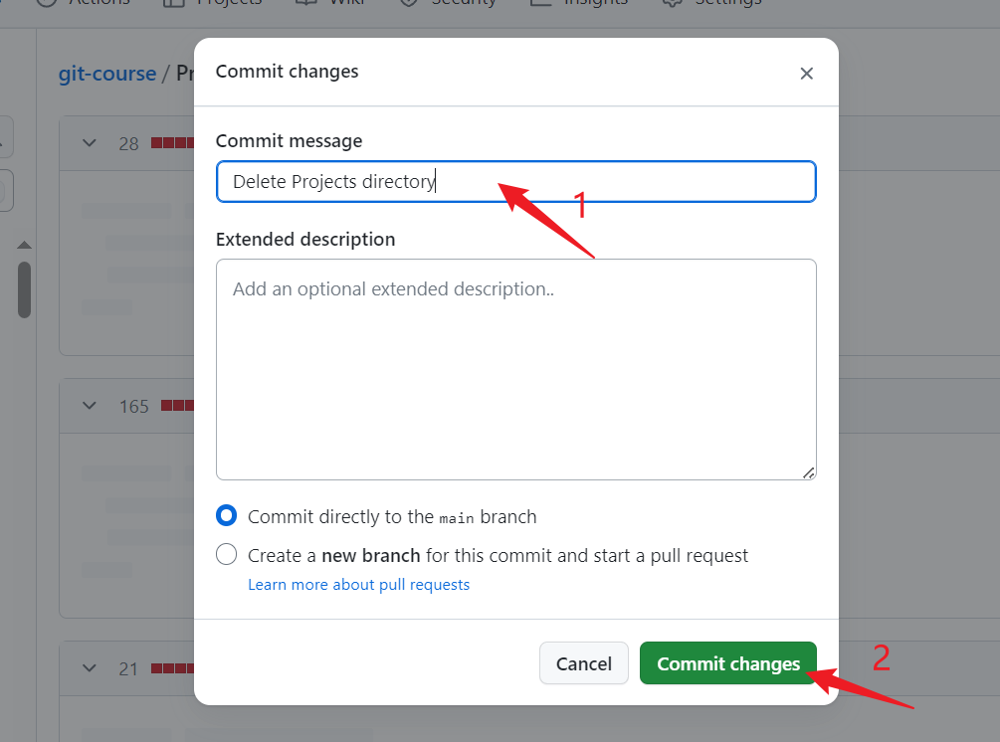 Actions Projects Wiki Security Insights Settings
git-course / Pr
Commit changes
28
Commit message
Delete Projects directory
1
Extended description
Add an optional extended description..
165
Commit directly to the main branch
Create a new branch for this commit and start a pull request
Learn more about pull requests
21
Cancel
Commit changes
2